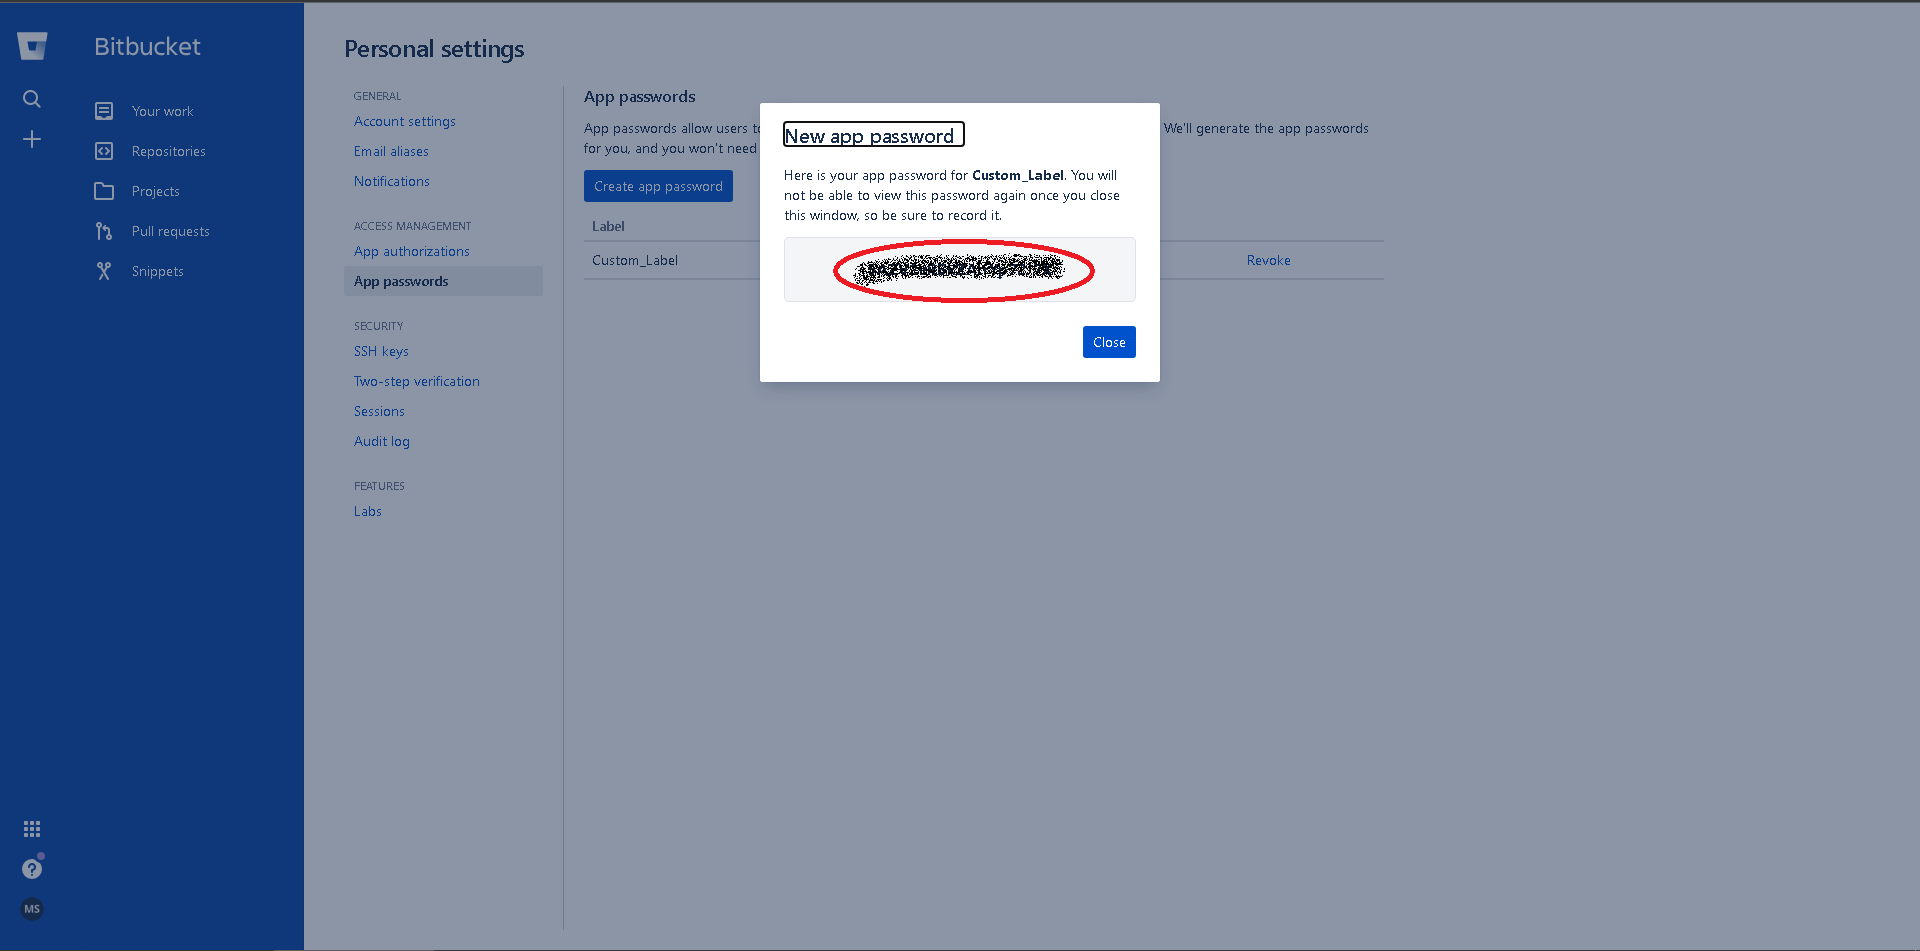 Bitbucket
Your work
Repositories
Projects
Pull requests
Snippets
MS
Personal settings
GENERAL
Account settings
Email aliases
Notifications
ACCESS MANAGEMENT
App authorizations
App passwords
SECURITY
SSH keys
Two-step verification
Sessions
Audit log
FEATURES
Labs
App passwords
App passwords allow users to
We'll generate the app passwords
for you, and you won't need
Create app password
Label
Custom_Label
Revoke
New app password
Here is your app password for Custom_Label. You will
not be able to view this password again once you close
this window, so be sure to record it.
Close